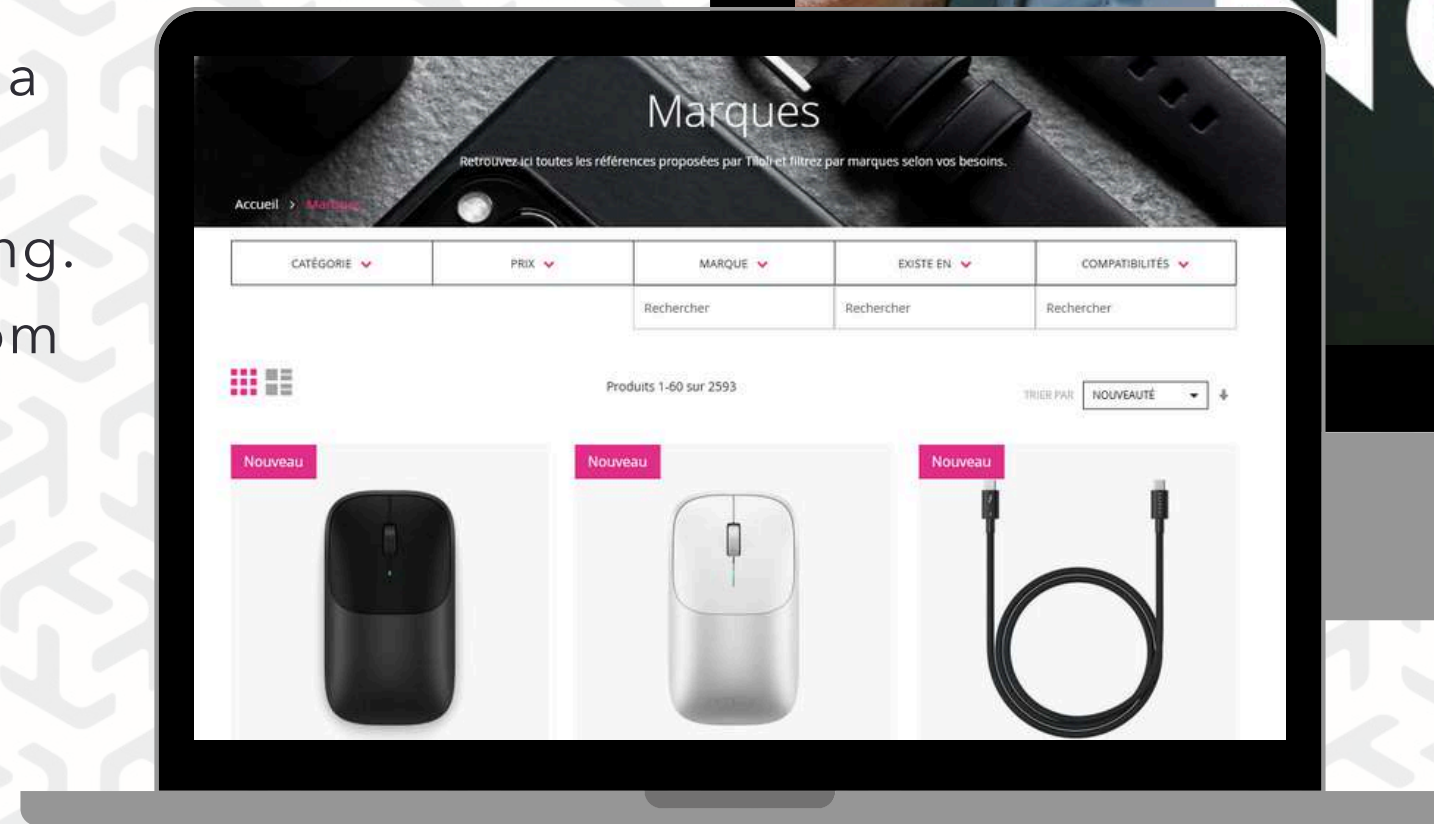 a
ng.
om
Marques
Retrouvez ici toutes les références proposées par Tiloli et filtrez par marques selon vos besoins.
Accueil > Marques
CATÉGORIE PRIX MARQUE EXISTE EN COMPATIBILITÉS
Rechercher Rechercher Rechercher
Produits 1-60 sur 2593
TRIER PAR NOUVEAUTÉ
Nouveau Nouveau Nouveau